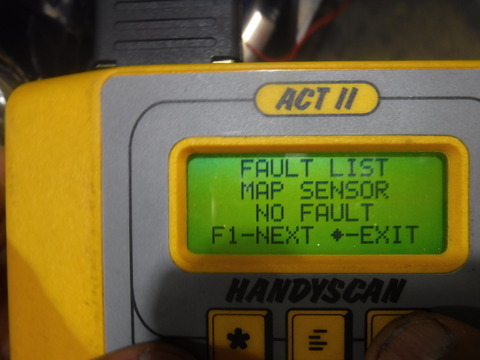 ACT II
FAULT LIST
MAP SENSOR
NO FAULT
F1-NEXT *-EXIT
HANDYSCAN
*